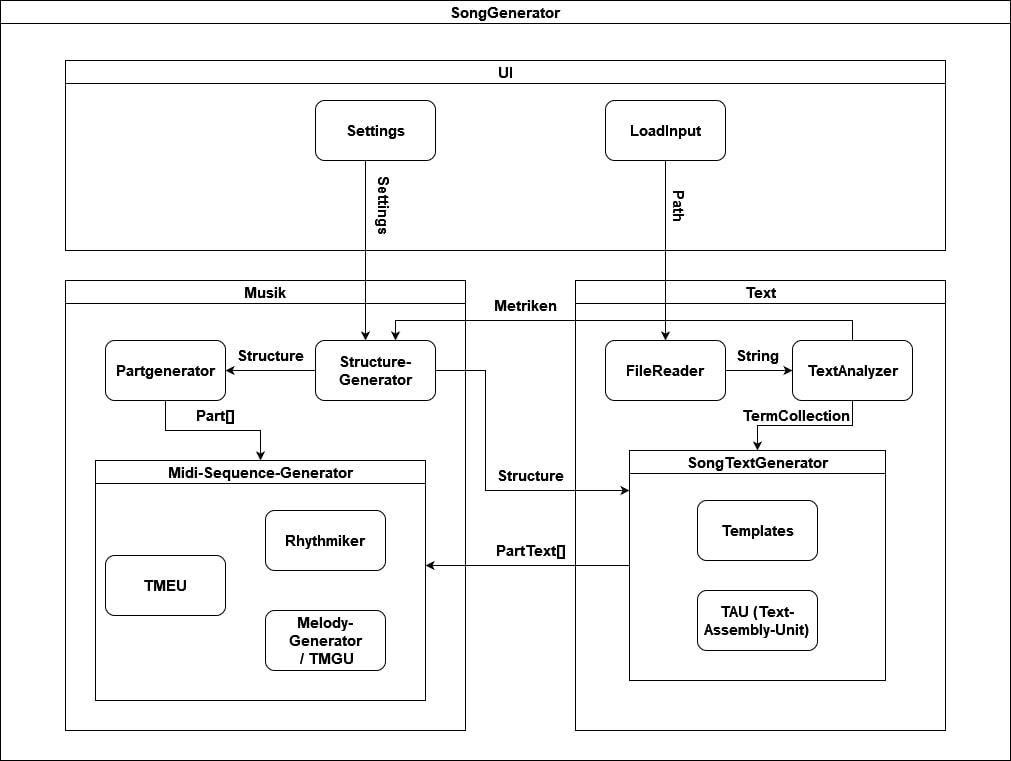 SongGenerator
UI
Settings
LoadInput
Settings
Path
Musik
Text
Metriken
Partgenerator
Structure
Structure-
Generator
FileReader
String
TextAnalyzer
Part[]
TermCollection
Midi-Sequence-Generator
Structure
SongTextGenerator
Rhythmiker
Templates
TMEU
PartText[]
Melody-
Generator
/ TMGU
TAU (Text-
Assembly-Unit)